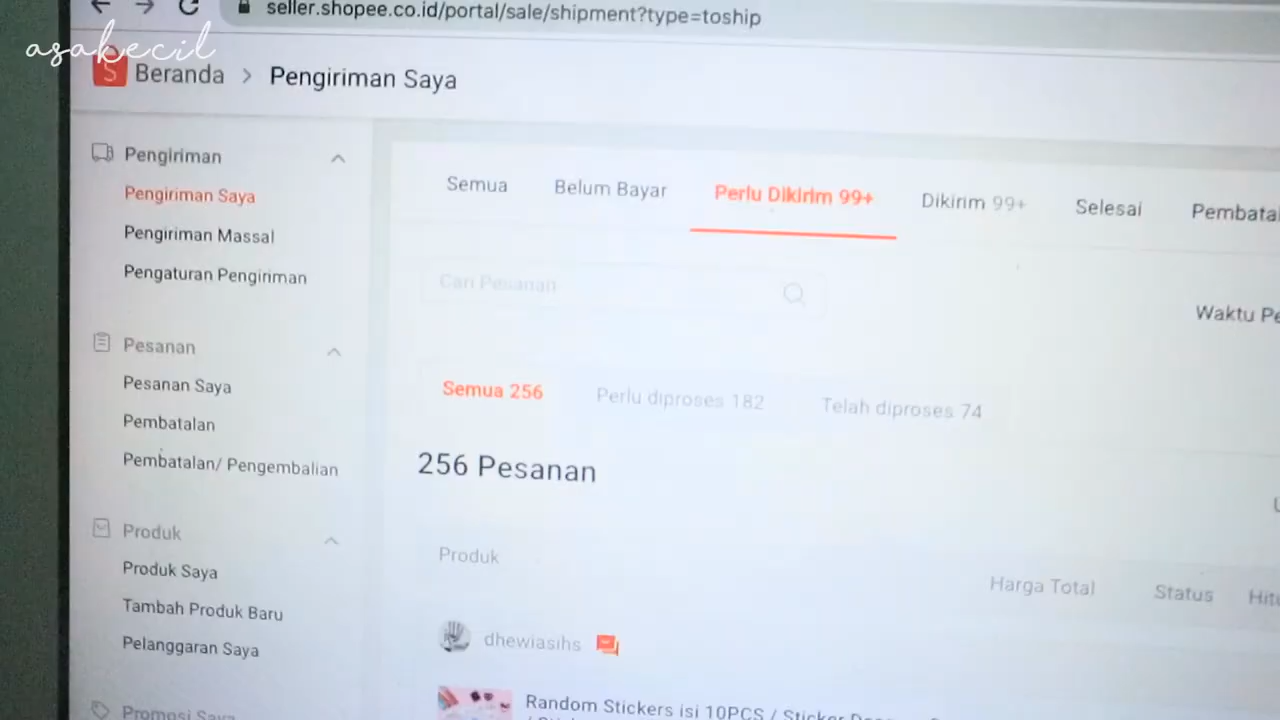 seller.shopee.co.id/portal/sale/shipment?type=toship
asakecil
Beranda > Pengiriman Saya
Pengiriman
Pengiriman Saya
Pengiriman Massal
Pengaturan Pengiriman
Pesanan
Pesanan Saya
Pembatalan
Pembatalan/ Pengembalian
Produk
Produk Saya
Tambah Produk Baru
Pelanggaran Saya
Promosi Saya
Semua Belum Bayar Perlu Dikirim 99+ Dikirim 99+ Selesai
Cari Pesanan
Waktu
Semua 256 Perlu diproses 182 Telah diproses 74
256 Pesanan
Produk Harga Total Status
dhewiasihs
Random Stickers isi 10PCS / Sticker